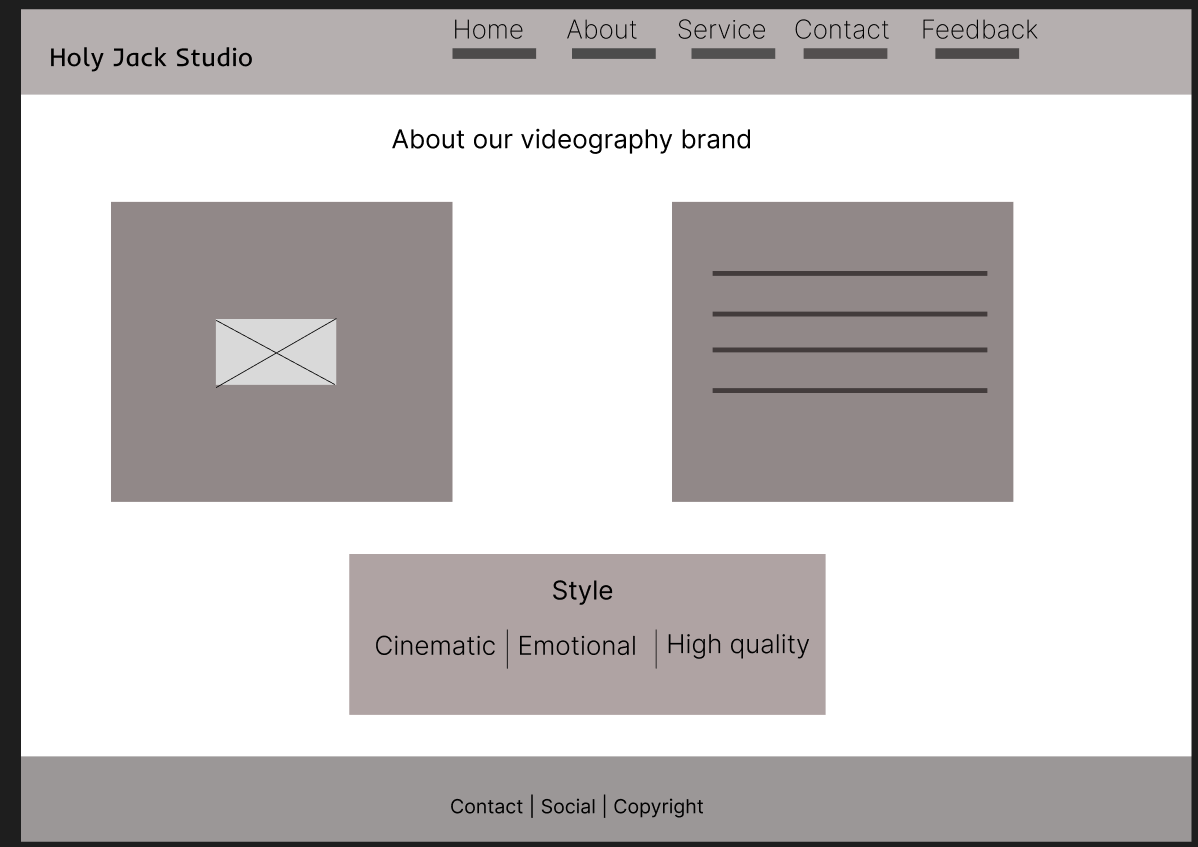 Home About Service Contact Feedback
Holy Jack Studio
About our videography brand
Style
Cinematic | Emotional | High quality
Contact | Social | Copyright